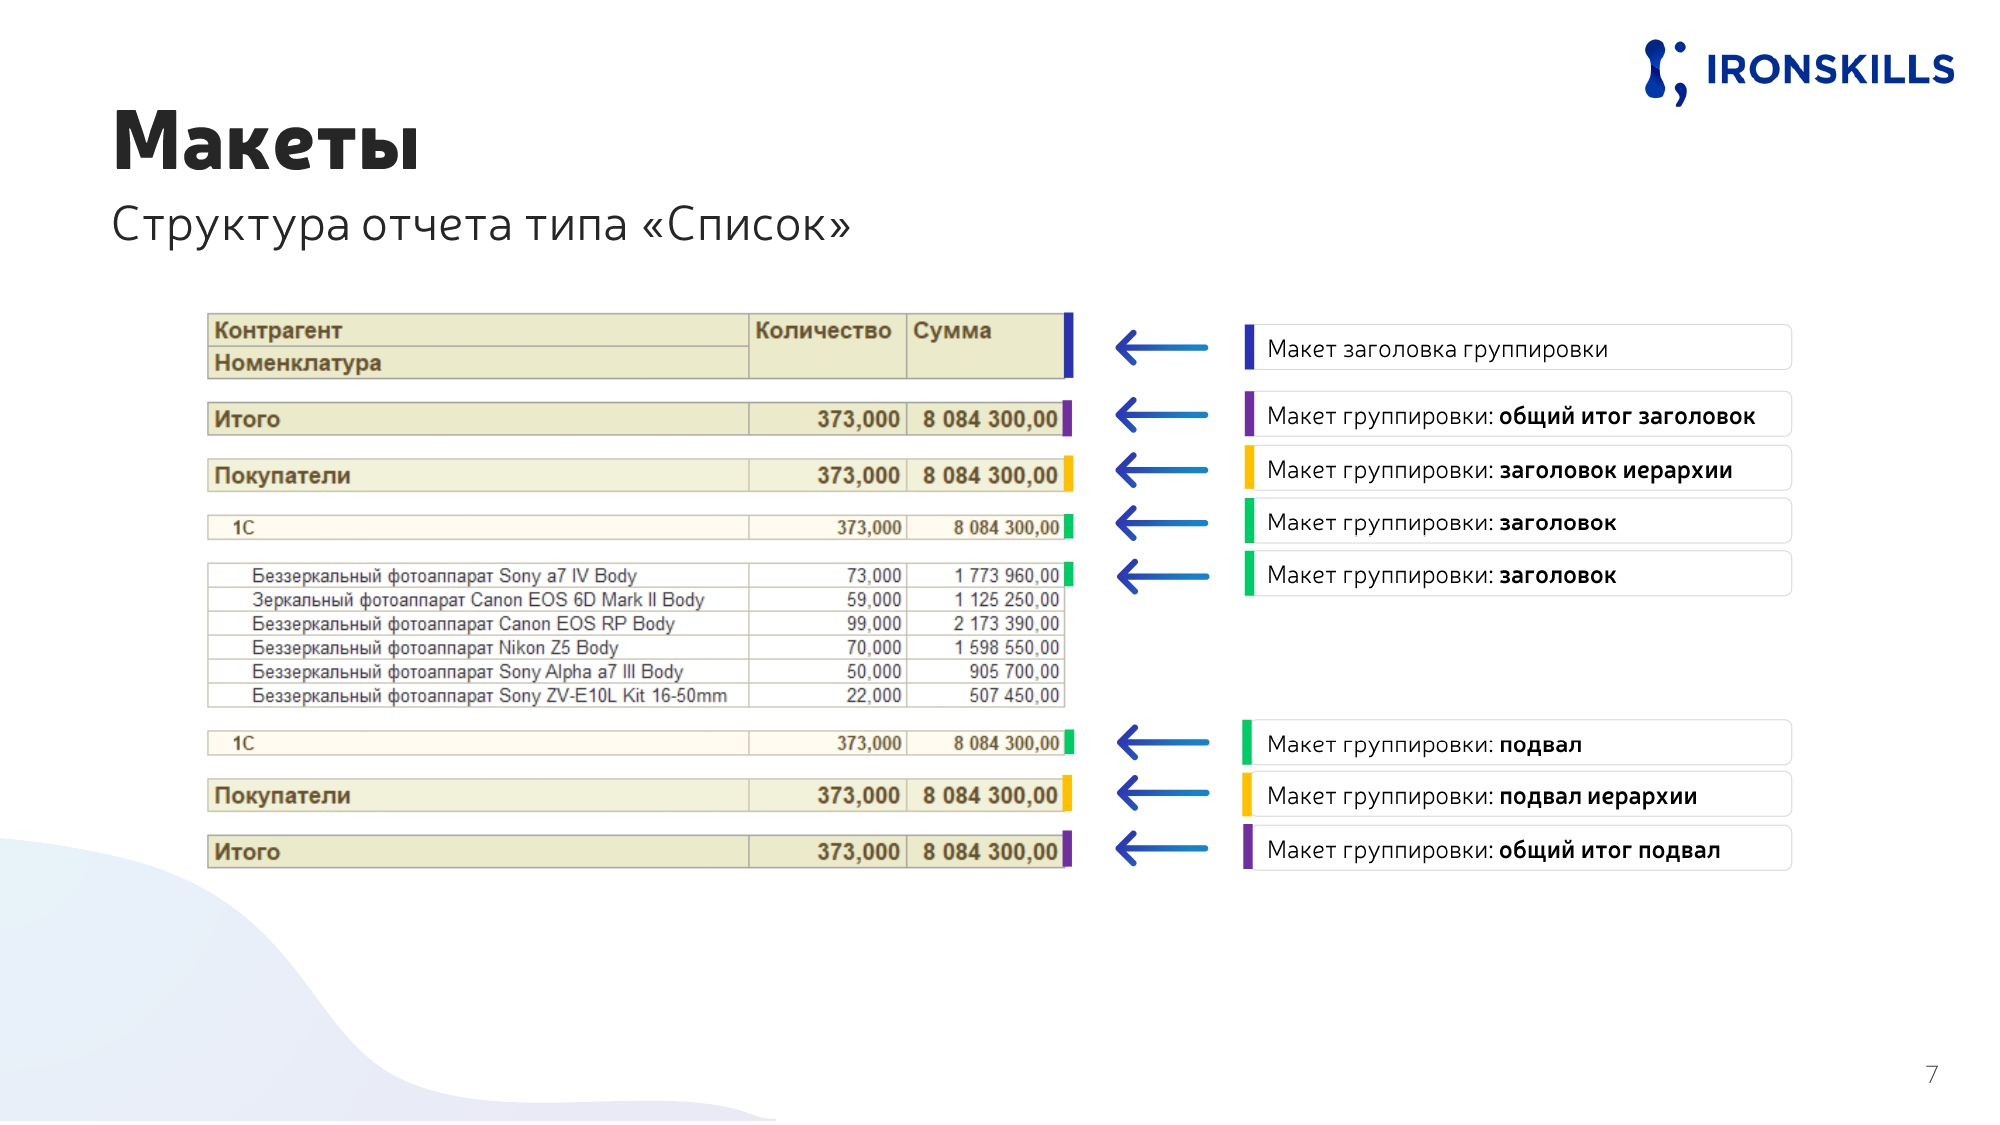 IRONSKILLS
Макеты
Структура отчета типа «Список»
Контрагент Количество Сумма
Номенклатура
Макет заголовка группировки
Итого 373,000 8 084 300,00
Макет группировки: общий итог заголовок
Покупатели 373,000 8 084 300,00
Макет группировки: заголовок иерархии
1С 373,000 8 084 300,00
Макет группировки: заголовок
Беззеркальный фотоаппарат Sony a7 IV Body 73,000 1 773 960,00
Макет группировки: заголовок
Зеркальный фотоаппарат Canon EOS 6D Mark II Body 59,000 1 125 250,00
Беззеркальный фотоаппарат Canon EOS RP Body 99,000 2 173 390,00
Беззеркальный фотоаппарат Nikon Z5 Body 70,000 1 598 550,00
Беззеркальный фотоаппарат Sony Alpha a7 III Body 50,000 905 700,00
Беззеркальный фотоаппарат Sony ZV-E10L Kit 16-50mm 22,000 507 450,00
1С 373,000 8 084 300,00
Макет группировки: подвал
Покупатели 373,000 8 084 300,00
Макет группировки: подвал иерархии
Итого 373,000 8 084 300,00
Макет группировки: общий итог подвал
7